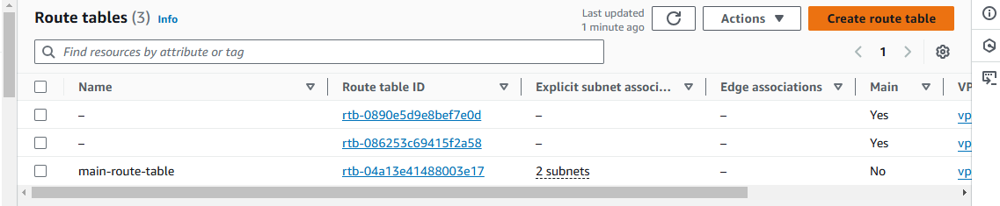 Route tables (3) Info
Last updated
1 minute ago
Actions
Create route table
Find resources by attribute or tag
1
Name Route table ID Explicit subnet associ... Edge associations Main VP
– rtb-0890e5d9e8bef7e0d – – Yes vp
– rtb-086253c69415f2a58 – – Yes vp
main-route-table rtb-04a13e41488003e17 2 subnets – No vp